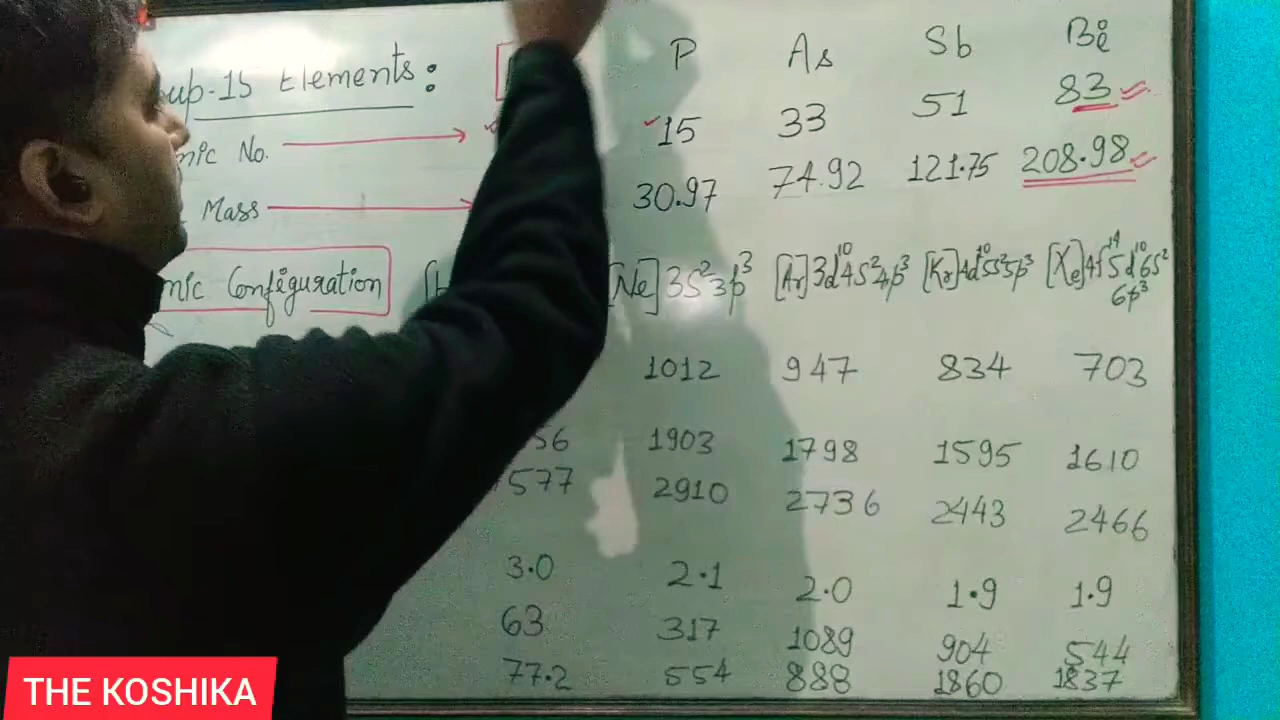 up-15 Elements : P As Sb Bi
mic No. 15 33 51 83
Mass 30.97 74.92 121.75 208.98
nic Configuration [Ne]3s²3p³ [Ar]3d¹⁰4s²4p³ [Kr]4d¹⁰5s²5p³ [Xe]4f¹⁴5d¹⁰6s²
6p³
1012 947 834 703
56 1903 1798 1595 1610
577 2910 2736 2443 2466
3.0 2.1 2.0 1.9 1.9
63 317 1089 904 544
77.2 554 888 1860 1837
THE KOSHIKA